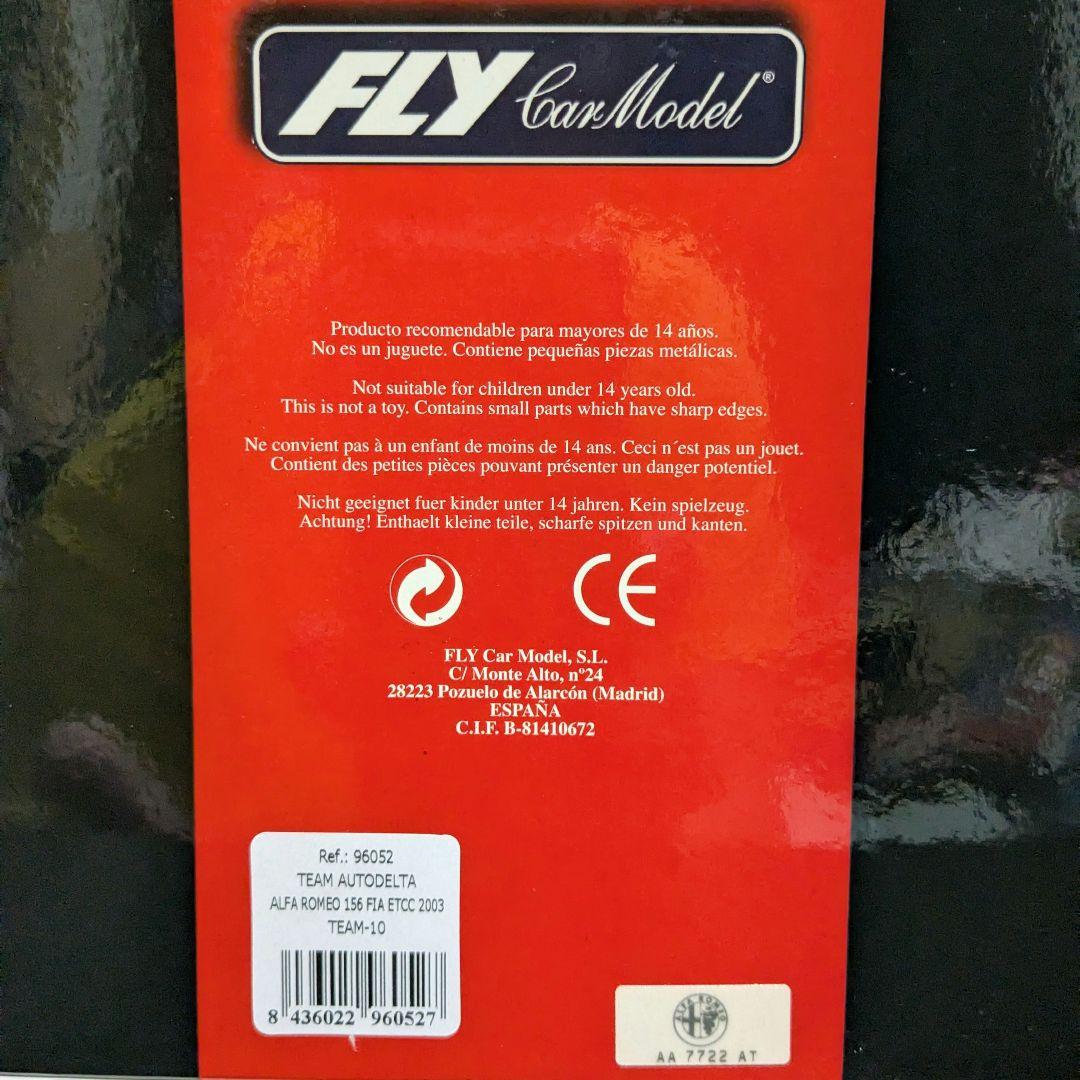 FLY Car Model®
Producto recomendable para mayores de 14 años.
No es un juguete. Contiene pequeñas piezas metálicas.
Not suitable for children under 14 years old.
This is not a toy. Contains small parts which have sharp edges.
Ne convient pas à un enfant de moins de 14 ans. Ceci n´est pas un jouet.
Contient des petites pièces pouvant présenter un danger potentiel.
Nicht geeignet fuer kinder unter 14 jahren. Kein spielzeug.
Achtung! Enthaelt kleine teile, scharfe spitzen und kanten.
CE
FLY Car Model, S.L.
C/ Monte Alto, nº24
28223 Pozuelo de Alarcón (Madrid)
ESPAÑA
C.I.F. B-81410672
Ref.: 96052
TEAM AUTODELTA
ALFA ROMEO 156 FIA ETCC 2003
TEAM-10
8 436022 960527
ALFA ROMEO
AA 7722 AT